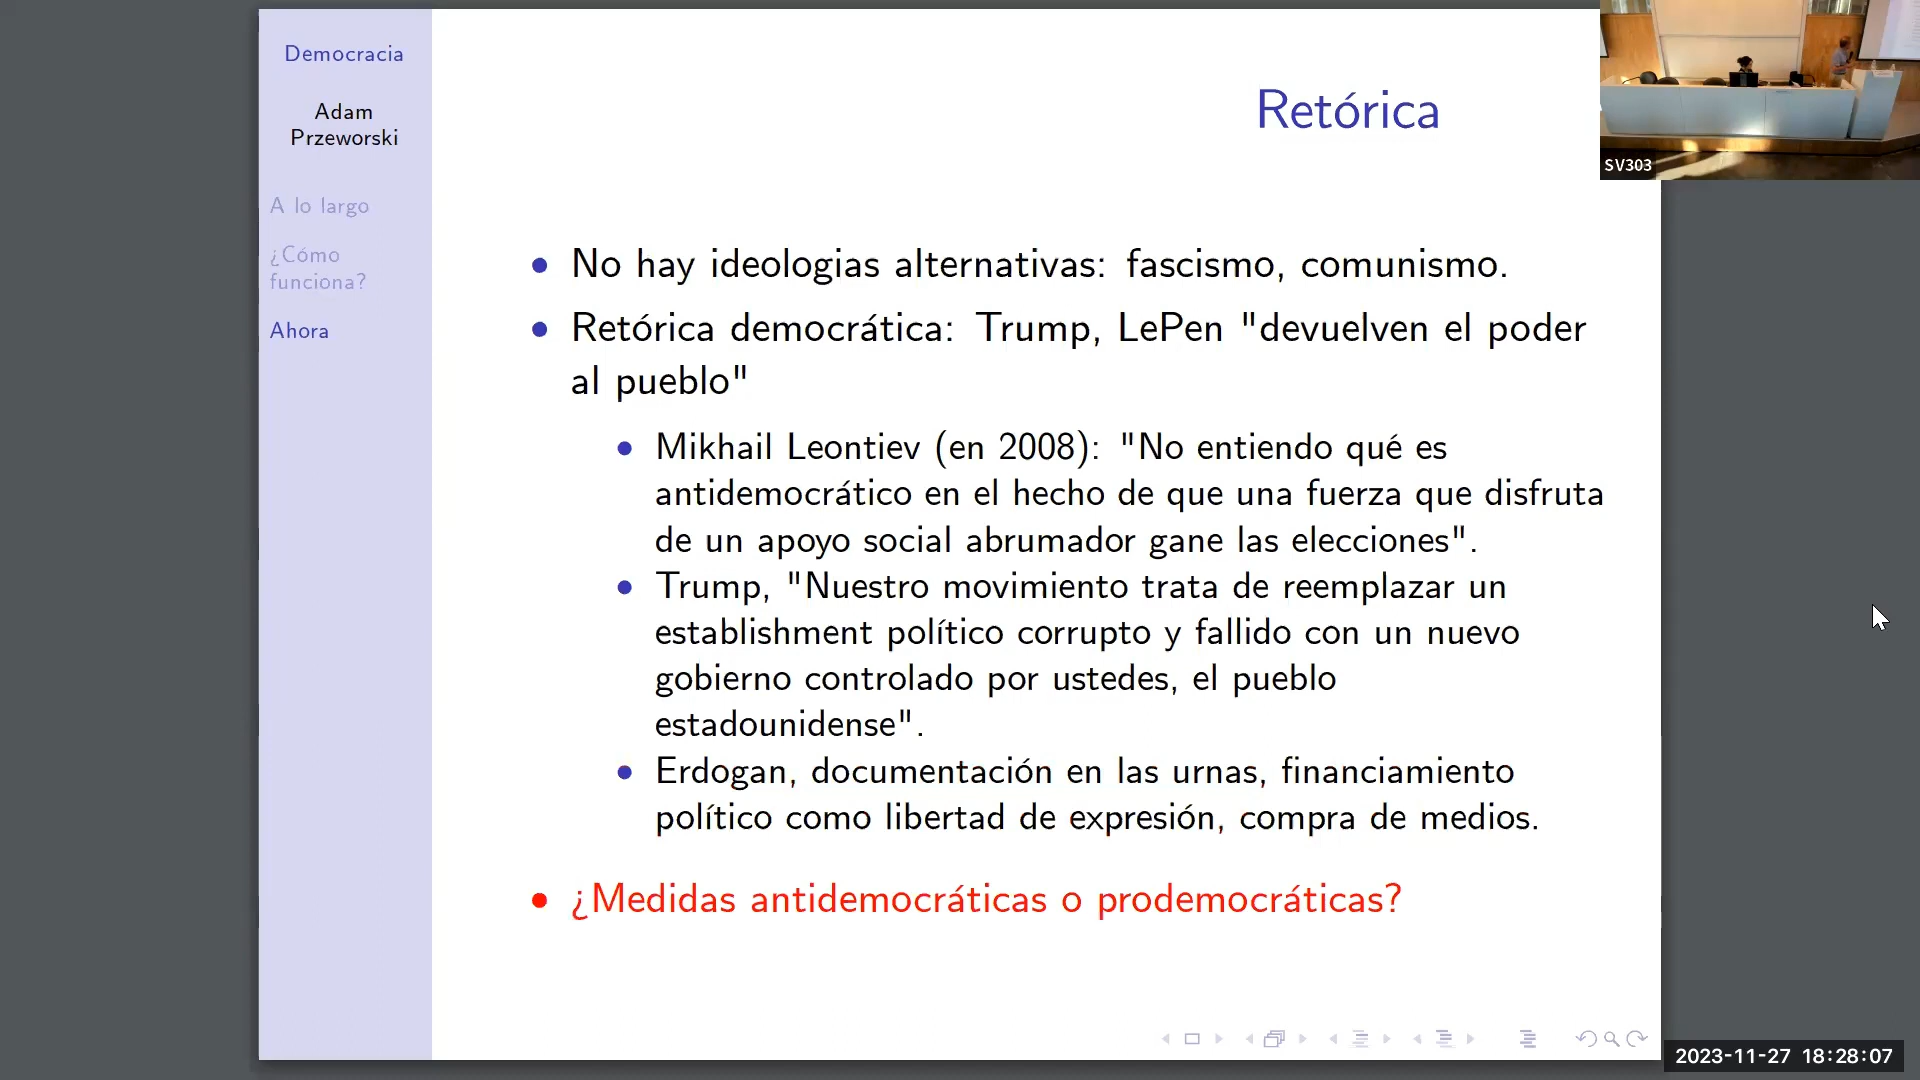 Democracia
Adam
Przeworski
A lo largo
¿Cómo
funciona?
Ahora
Retórica
• No hay ideologias alternativas: fascismo, comunismo.
• Retórica democrática: Trump, LePen "devuelven el poder
al pueblo"
• Mikhail Leontiev (en 2008): "No entiendo qué es
antidemocrático en el hecho de que una fuerza que disfruta
de un apoyo social abrumador gane las elecciones".
• Trump, "Nuestro movimiento trata de reemplazar un
establishment político corrupto y fallido con un nuevo
gobierno controlado por ustedes, el pueblo
estadounidense".
• Erdogan, documentación en las urnas, financiamiento
político como libertad de expresión, compra de medios.
• ¿Medidas antidemocráticas o prodemocráticas?
SV303
2023-11-27 18:28:07